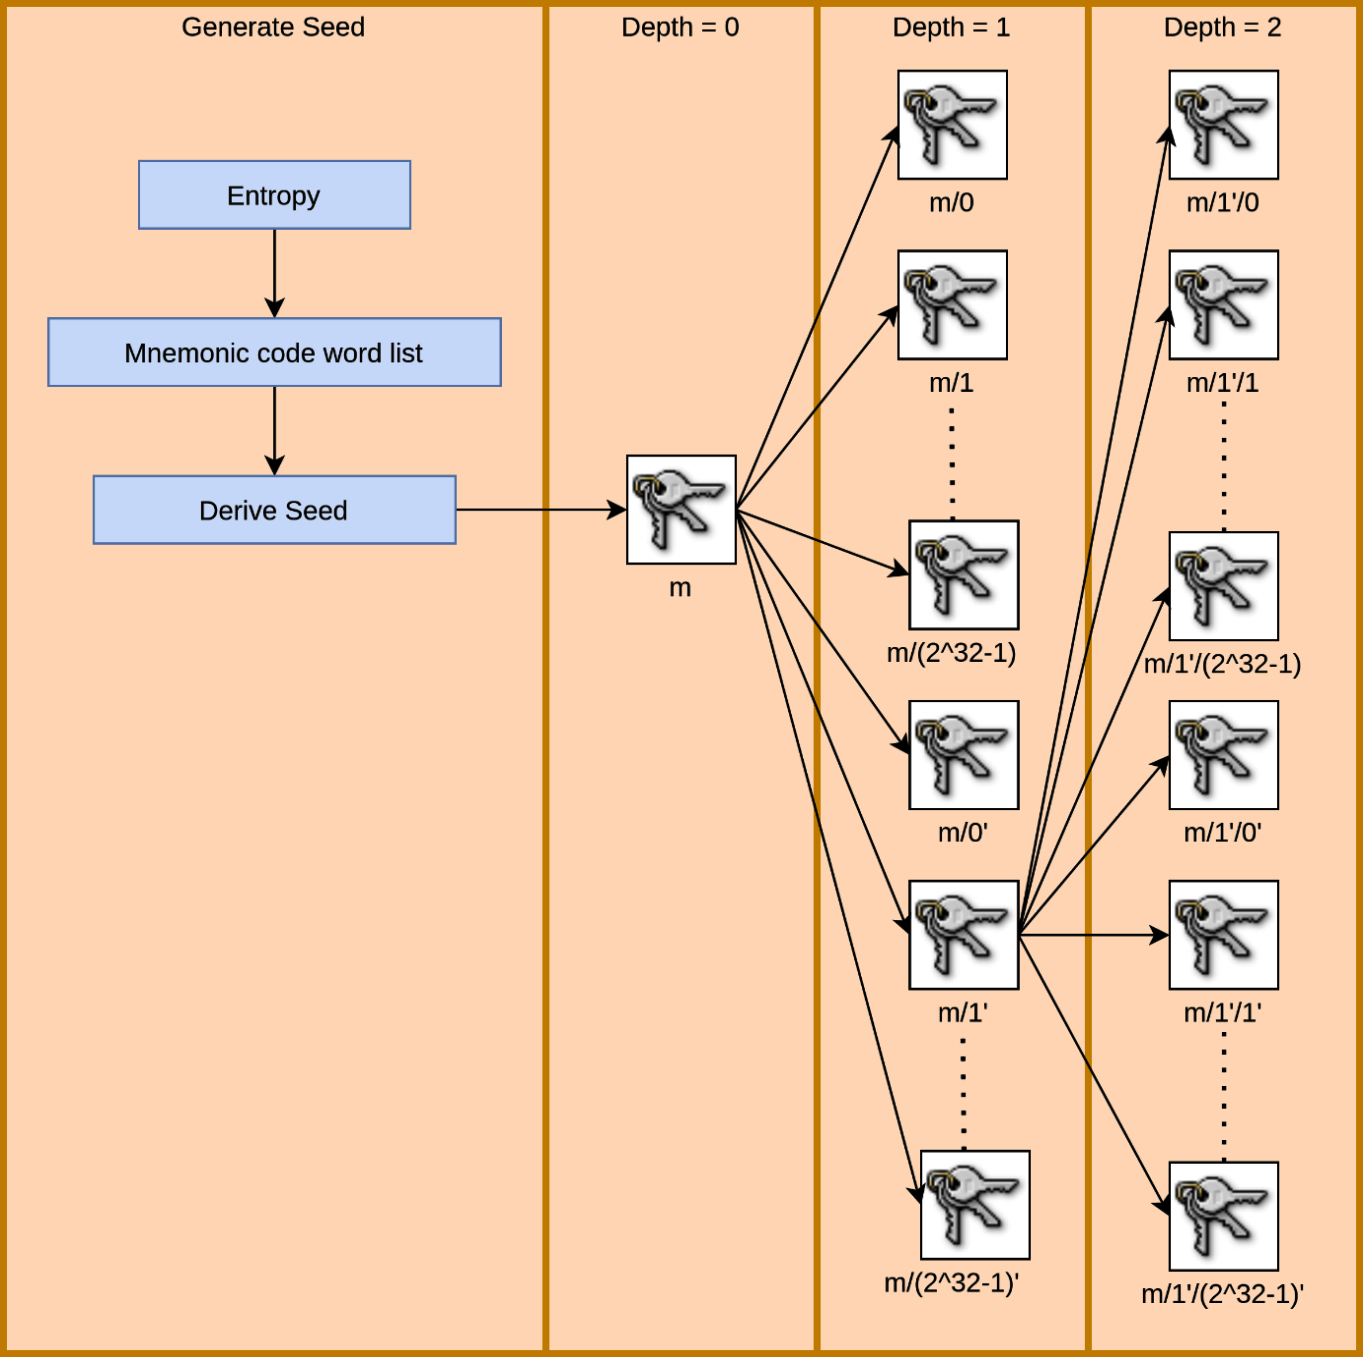 Generate Seed
Depth = 0
Depth = 1
Depth = 2
Entropy
Mnemonic code word list
Derive Seed
m
m/0
m/1
m/(2^32-1)
m/0'
m/1'
m/(2^32-1)'
m/1'/0
m/1'/1
m/1'/(2^32-1)
m/1'/0'
m/1'/1'
m/1'/(2^32-1)'